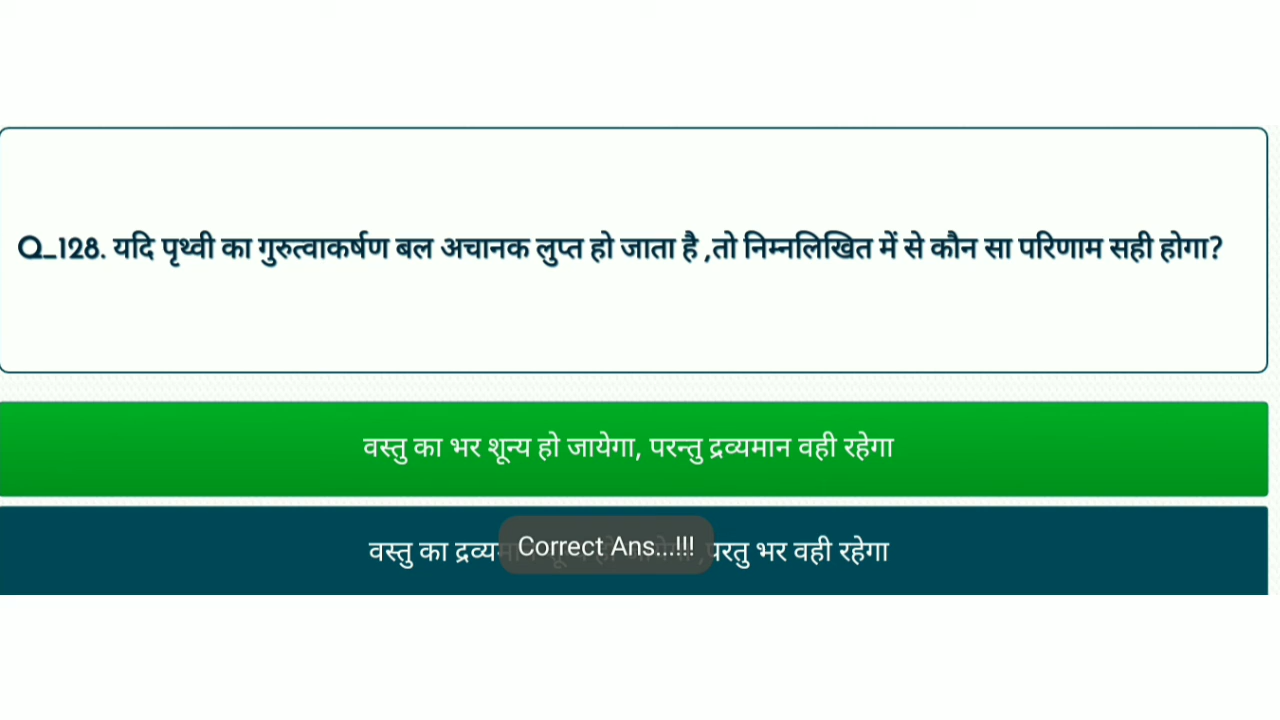 Q_128. यदि पृथ्वी का गुरुत्वाकर्षण बल अचानक लुप्त हो जाता है ,तो निम्नलिखित में से कौन सा परिणाम सही होगा?
वस्तु का भर शून्य हो जायेगा, परन्तु द्रव्यमान वही रहेगा
वस्तु का ,परतु भर वही रहेगा
Correct Ans...!!!